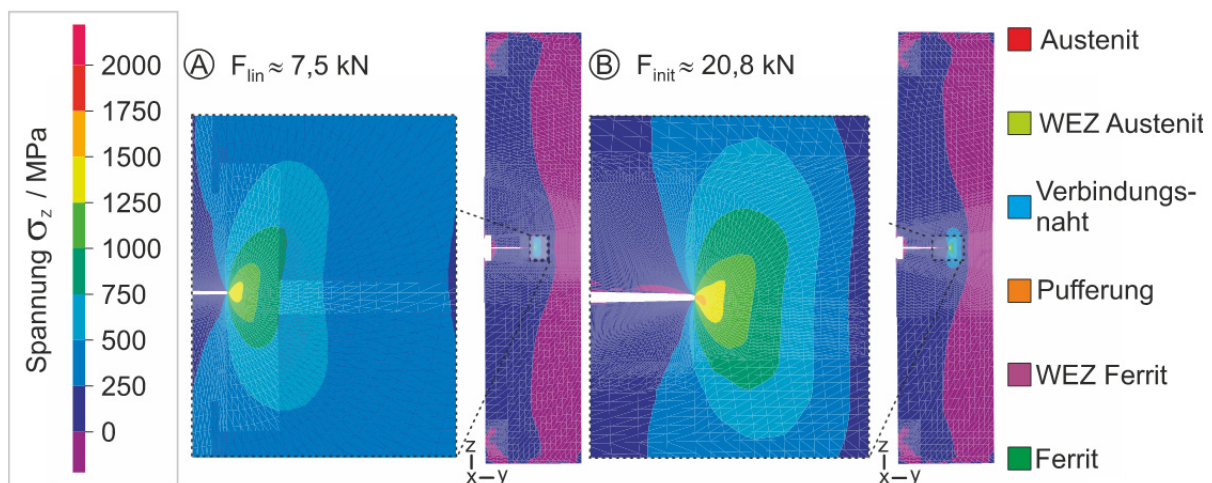 Spannung σz / MPa
2000
1750
1500
1250
1000
750
500
250
0
A Flin ≈ 7,5 kN
z
x y
B Finit ≈ 20,8 kN
z
x y
Austenit
WEZ Austenit
Verbindungs-
naht
Pufferung
WEZ Ferrit
Ferrit